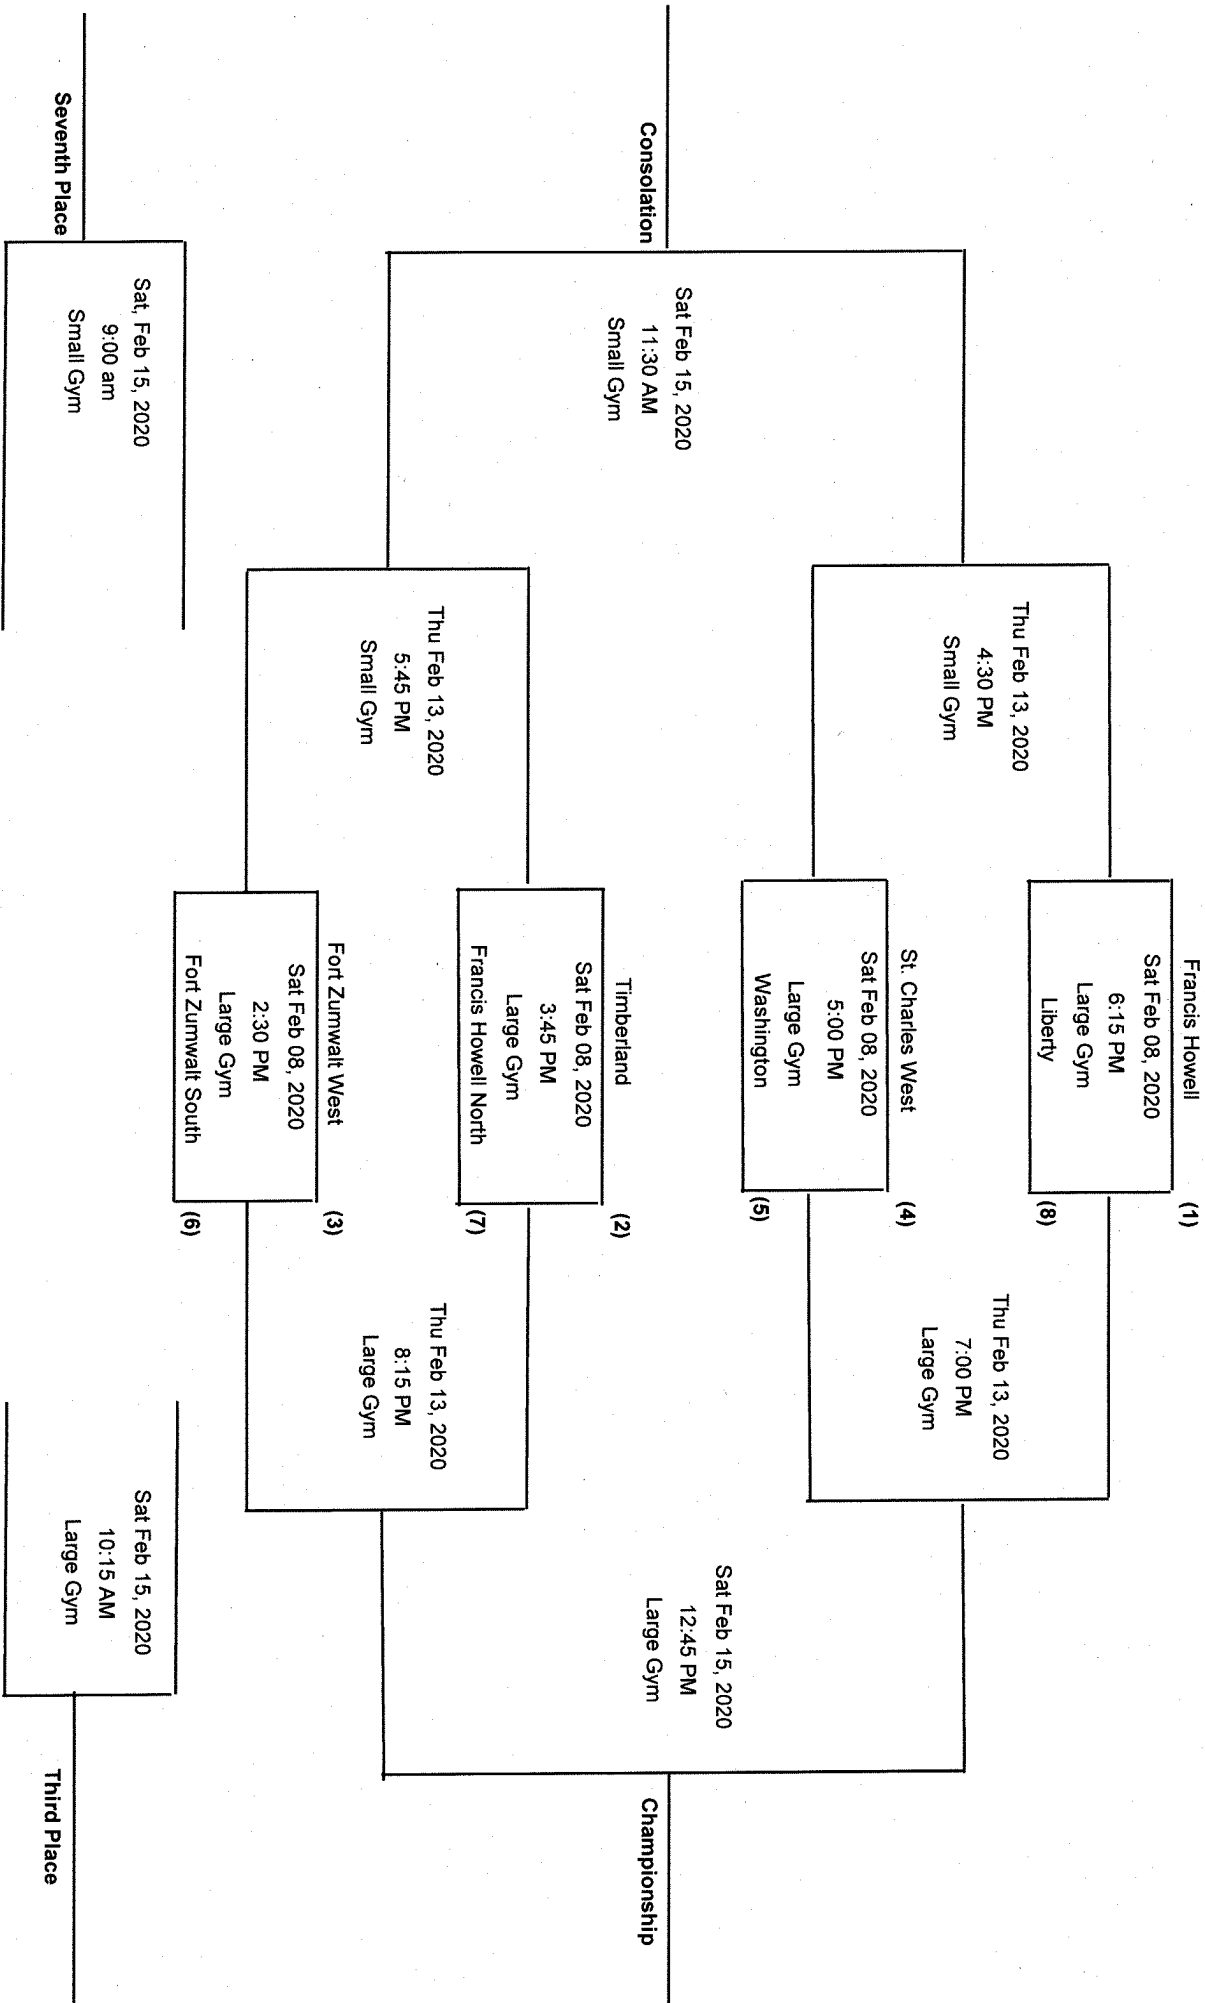 Francis Howell
(1)
Sat Feb 08, 2020
6:15 PM
Large Gym
Liberty
(8)
Thu Feb 13, 2020
4:30 PM
Small Gym
Thu Feb 13, 2020
7:00 PM
Large Gym
St. Charles West
(4)
Sat Feb 08, 2020
5:00 PM
Large Gym
Washington
(5)
Sat Feb 15, 2020
11:30 AM
Small Gym
Consolation
Sat Feb 15, 2020
12:45 PM
Large Gym
Championship
Timberland
(2)
Sat Feb 08, 2020
3:45 PM
Large Gym
Francis Howell North
(7)
Thu Feb 13, 2020
5:45 PM
Small Gym
Thu Feb 13, 2020
8:15 PM
Large Gym
Fort Zumwalt West
(3)
Sat Feb 08, 2020
2:30 PM
Large Gym
Fort Zumwalt South
(6)
Sat, Feb 15, 2020
9:00 am
Small Gym
Seventh Place
Sat Feb 15, 2020
10:15 AM
Large Gym
Third Place